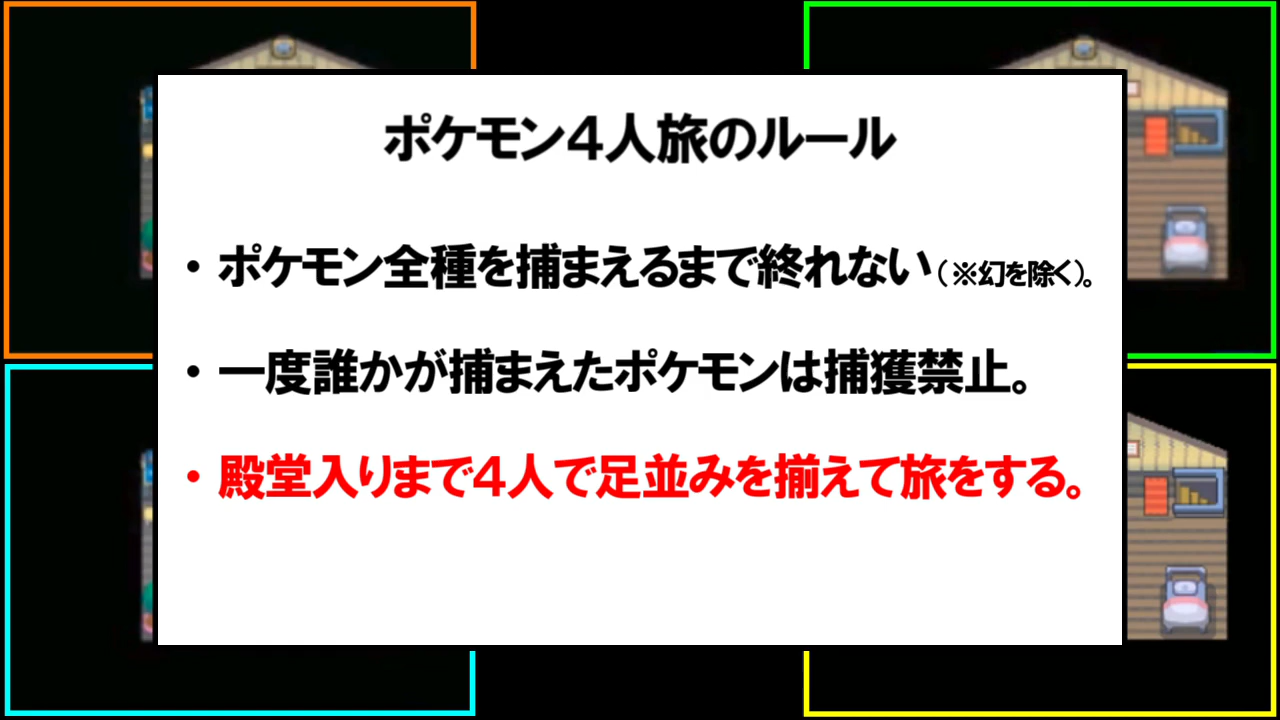 ポケモン４人旅のルール
・ポケモン全種を捕まえるまで終れない（※幻を除く）。
・一度誰かが捕まえたポケモンは捕獲禁止。
・殿堂入りまで４人で足並みを揃えて旅をする。